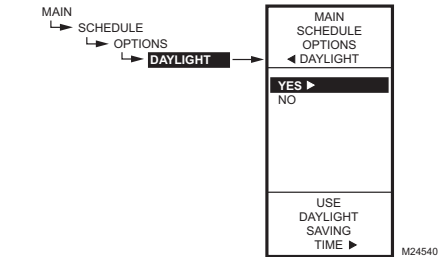 MAIN
SCHEDULE
OPTIONS
DAYLIGHT
MAIN
SCHEDULE
OPTIONS
◄ DAYLIGHT
YES ►
NO
USE
DAYLIGHT
SAVING
TIME ►
M24540